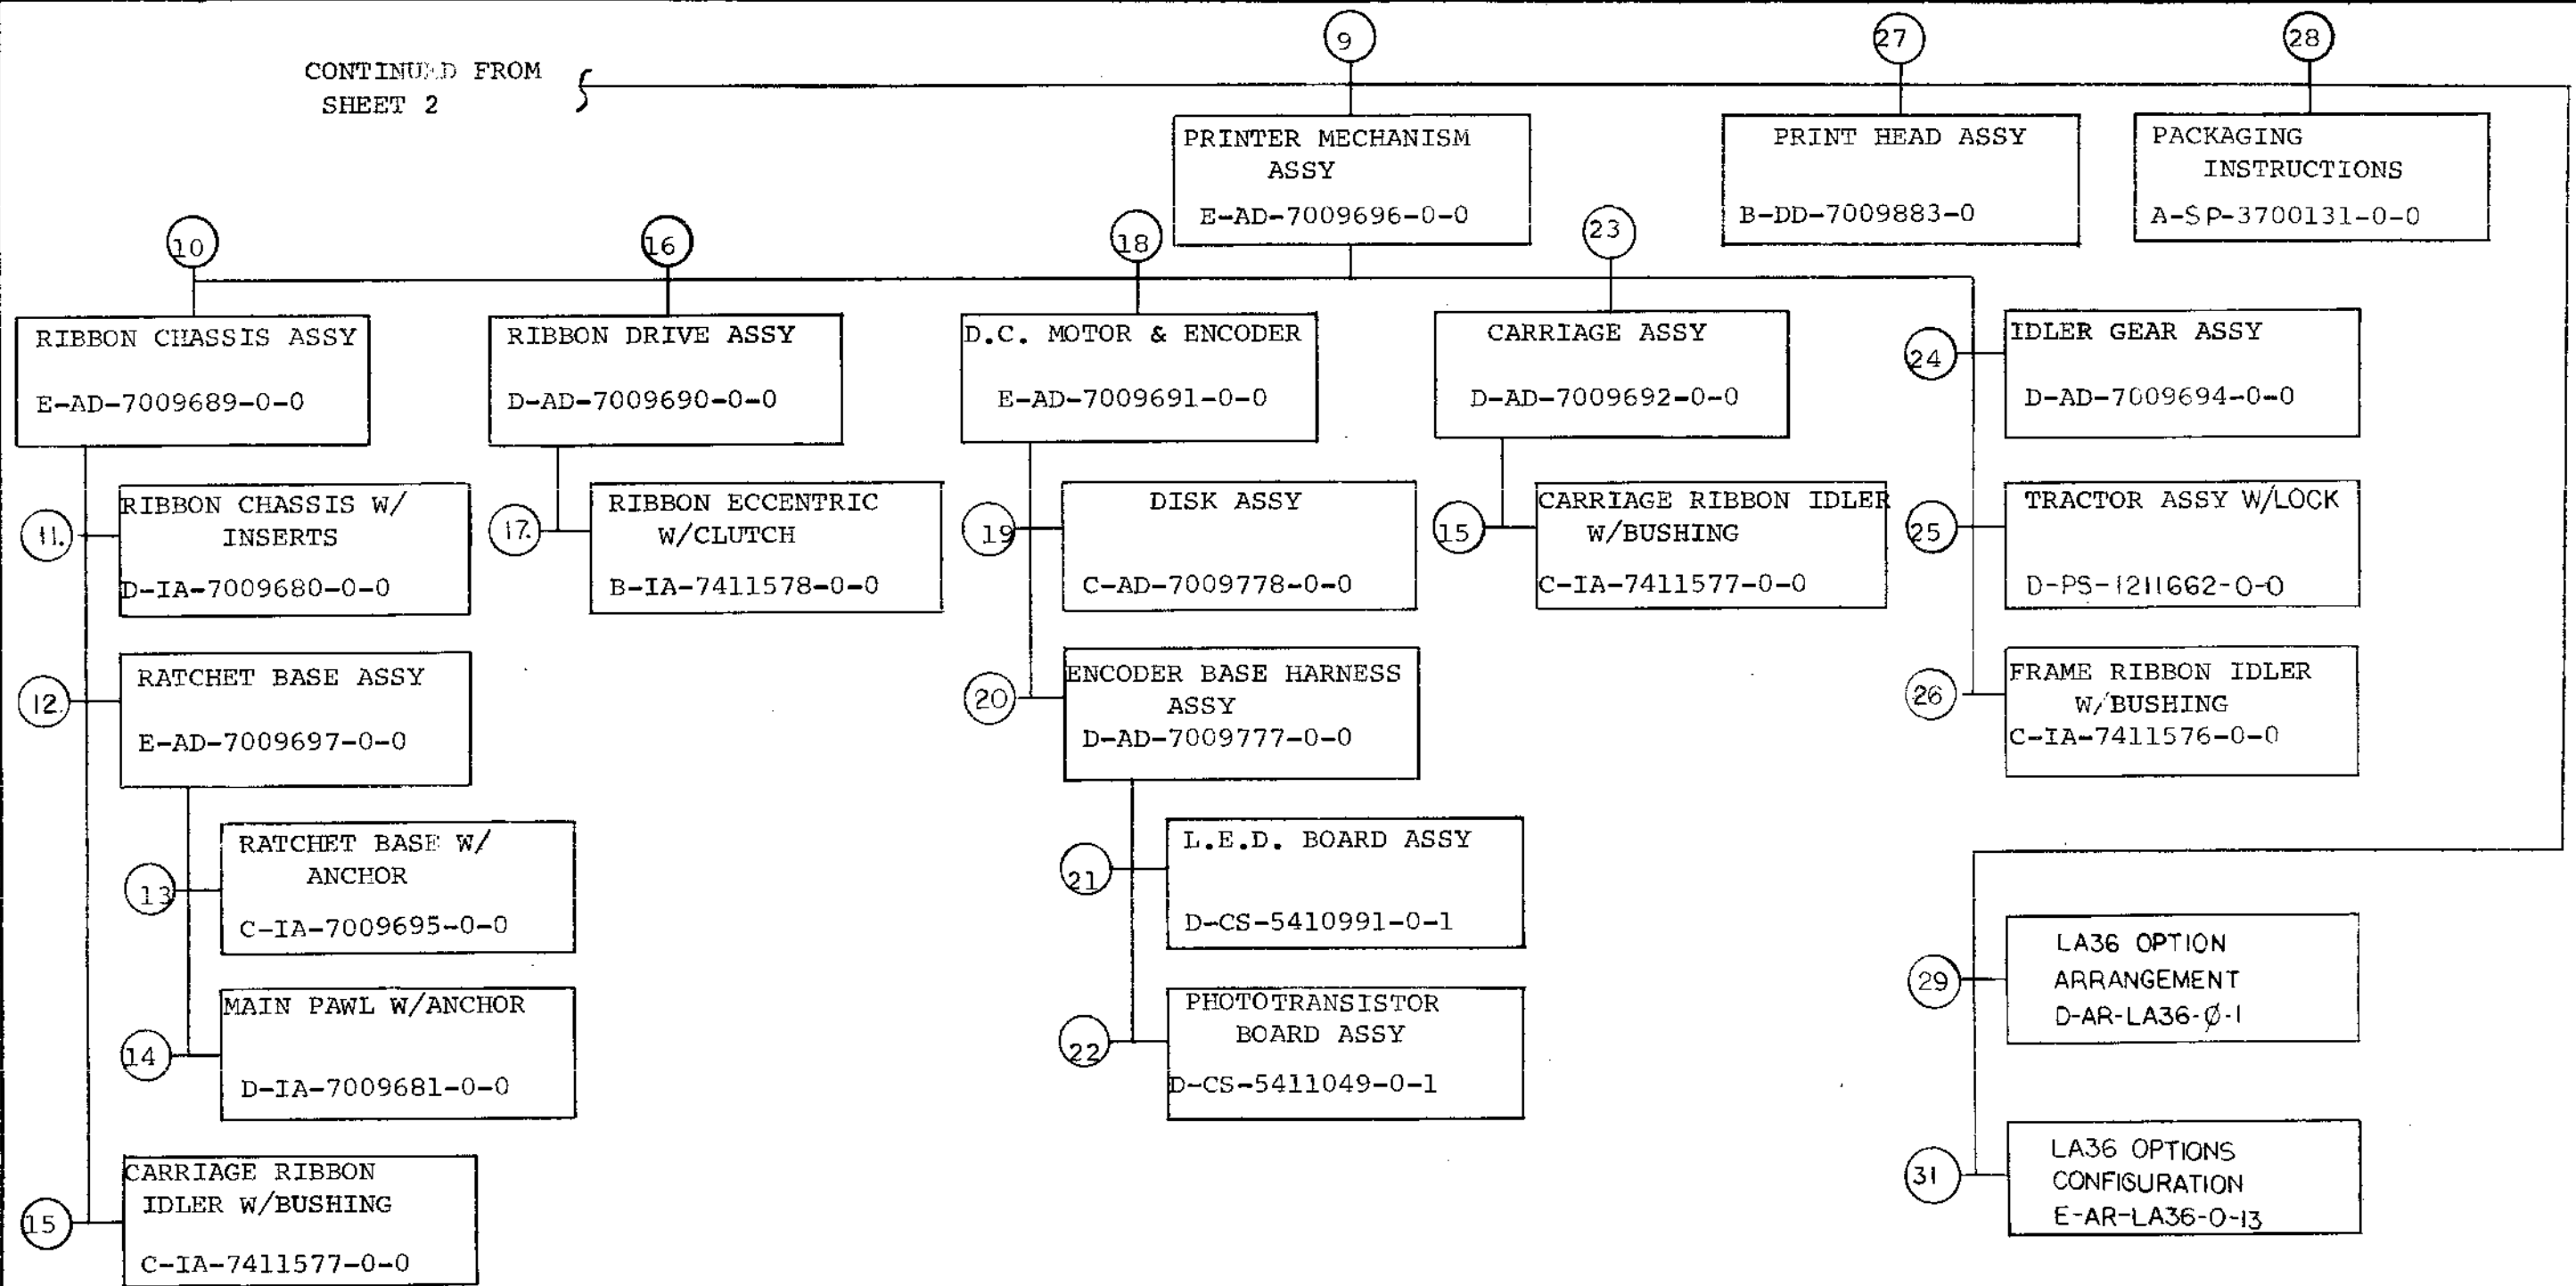 CONTINUED FROM
SHEET 2
9
27
28
PRINTER MECHANISM
ASSY
E-AD-7009696-0-0
PRINT HEAD ASSY
B-DD-7009883-0
PACKAGING
INSTRUCTIONS
A-SP-3700131-0-0
10
16
18
23
RIBBON CHASSIS ASSY
E-AD-7009689-0-0
RIBBON DRIVE ASSY
D-AD-7009690-0-0
D.C. MOTOR & ENCODER
E-AD-7009691-0-0
CARRIAGE ASSY
D-AD-7009692-0-0
24
IDLER GEAR ASSY
D-AD-7009694-0-0
11.
RIBBON CHASSIS W/
INSERTS
D-IA-7009680-0-0
17.
RIBBON ECCENTRIC
W/CLUTCH
B-IA-7411578-0-0
19
DISK ASSY
C-AD-7009778-0-0
15
CARRIAGE RIBBON IDLER
W/BUSHING
C-IA-7411577-0-0
25
TRACTOR ASSY W/LOCK
D-PS-1211662-0-0
12.
RATCHET BASE ASSY
E-AD-7009697-0-0
20
ENCODER BASE HARNESS
ASSY
D-AD-7009777-0-0
26
FRAME RIBBON IDLER
W/BUSHING
C-IA-7411576-0-0
13
RATCHET BASE W/
ANCHOR
C-IA-7009695-0-0
21
L.E.D. BOARD ASSY
D-CS-5410991-0-1
29
LA36 OPTION
ARRANGEMENT
D-AR-LA36-Ø-1
14
MAIN PAWL W/ANCHOR
D-IA-7009681-0-0
22
PHOTOTRANSISTOR
BOARD ASSY
D-CS-5411049-0-1
31
LA36 OPTIONS
CONFIGURATION
E-AR-LA36-0-13
15
CARRIAGE RIBBON
IDLER W/BUSHING
C-IA-7411577-0-0